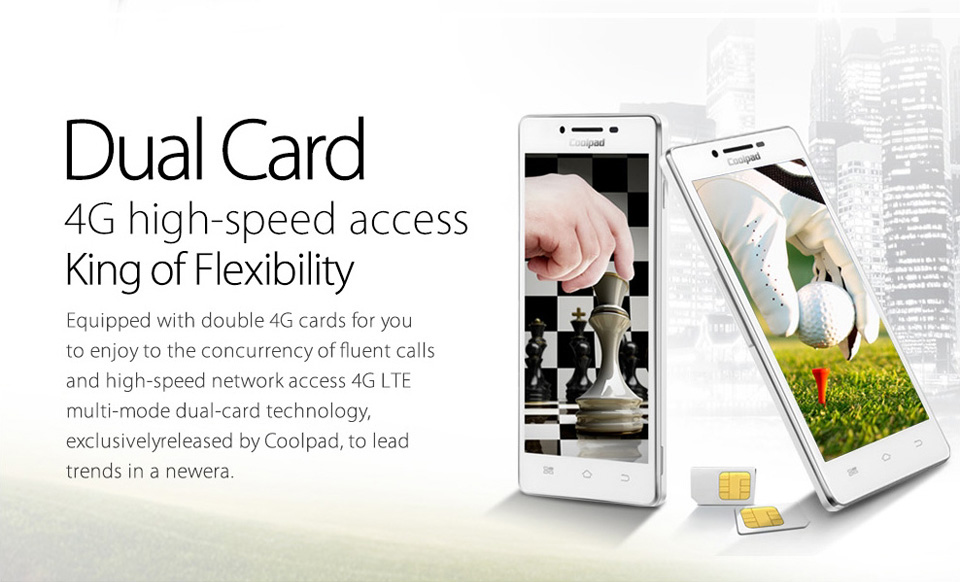 Dual Card
4G high-speed access
King of Flexibility
Equipped with double 4G cards for you
to enjoy to the concurrency of fluent calls
and high-speed network access 4G LTE
multi-mode dual-card technology,
exclusivelyreleased by Coolpad, to lead
trends in a newera.
Coolpad
Coolpad